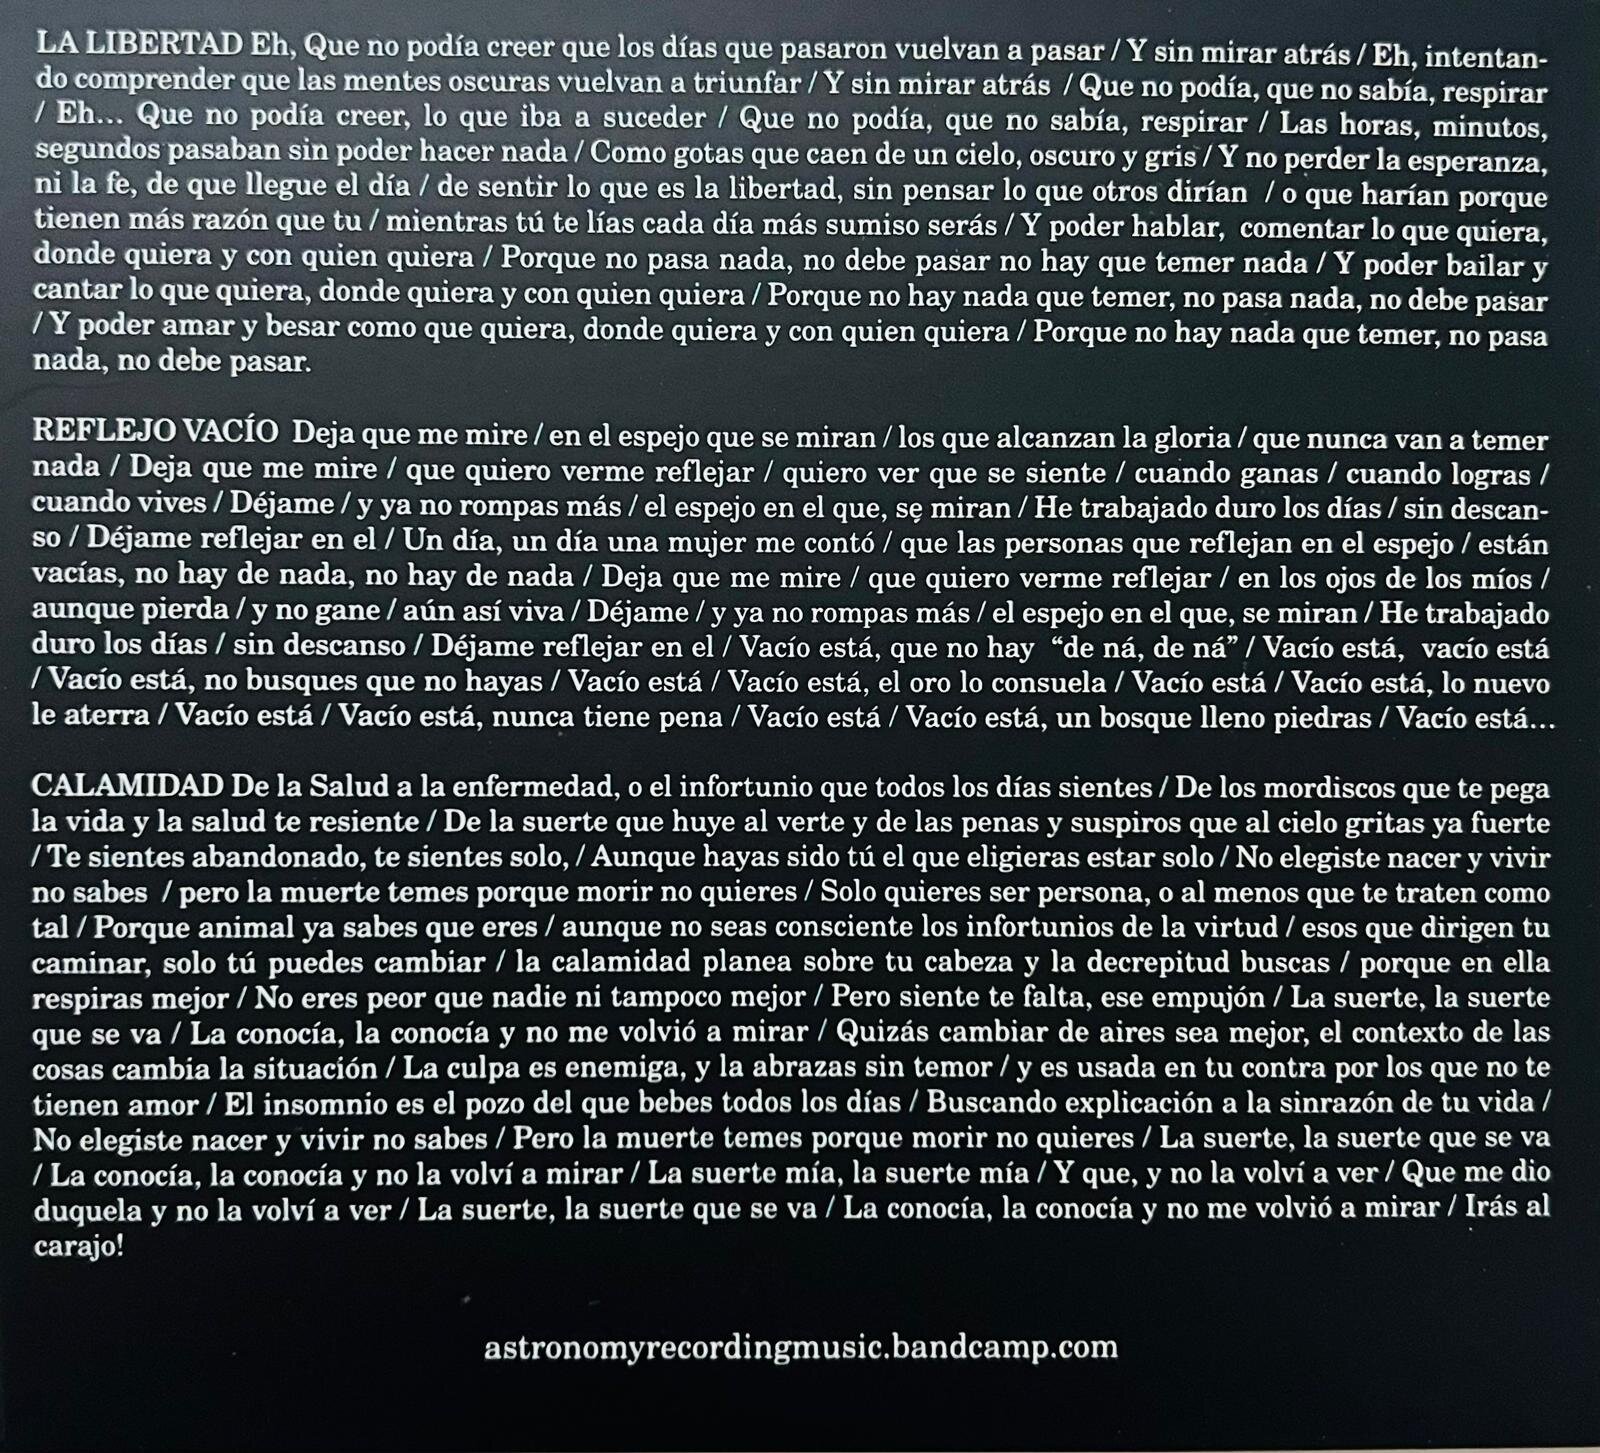 LA LIBERTAD Eh, Que no podía creer que los días que pasaron vuelvan a pasar / Y sin mirar atrás / Eh, intentan-
do comprender que las mentes oscuras vuelvan a triunfar / Y sin mirar atrás / Que no podía, que no sabía, respirar
/ Eh... Que no podía creer, lo que iba a suceder / Que no podía, que no sabía, respirar / Las horas, minutos,
segundos pasaban sin poder hacer nada / Como gotas que caen de un cielo, oscuro y gris / Y no perder la esperanza,
ni la fe, de que llegue el día / de sentir lo que es la libertad, sin pensar lo que otros dirían / o que harían porque
tienen más razón que tu / mientras tú te lías cada día más sumiso serás / Y poder hablar, comentar lo que quiera,
donde quiera y con quien quiera / Porque no pasa nada, no debe pasar no hay que temer nada / Y poder bailar y
cantar lo que quiera, donde quiera y con quien quiera / Porque no hay nada que temer, no pasa nada, no debe pasar
/ Y poder amar y besar como que quiera, donde quiera y con quien quiera / Porque no hay nada que temer, no pasa
nada, no debe pasar.
REFLEJO VACÍO Deja que me mire / en el espejo que se miran / los que alcanzan la gloria / que nunca van a temer
nada / Deja que me mire / que quiero verme reflejar / quiero ver que se siente / cuando ganas / cuando logras /
cuando vives / Déjame / y ya no rompas más / el espejo en el que, se miran / He trabajado duro los días / sin descan-
so / Déjame reflejar en el / Un día, un día una mujer me contó / que las personas que reflejan en el espejo / están
vacías, no hay de nada, no hay de nada / Deja que me mire / que quiero verme reflejar / en los ojos de los míos /
aunque pierda / y no gane / aún así viva / Déjame / y ya no rompas más / el espejo en el que, se miran / He trabajado
duro los días / sin descanso / Déjame reflejar en el / Vacío está, que no hay “de ná, de ná” / Vacío está, vacío está
/ Vacío está, no busques que no hayas / Vacío está / Vacío está, el oro lo consuela / Vacío está / Vacío está, lo nuevo
le aterra / Vacío está / Vacío está, nunca tiene pena / Vacío está / Vacío está, un bosque lleno piedras / Vacío está...
CALAMIDAD De la Salud a la enfermedad, o el infortunio que todos los días sientes / De los mordiscos que te pega
la vida y la salud te resiente / De la suerte que huye al verte y de las penas y suspiros que al cielo gritas ya fuerte
/ Te sientes abandonado, te sientes solo, / Aunque hayas sido tú el que eligieras estar solo / No elegiste nacer y vivir
no sabes / pero la muerte temes porque morir no quieres / Solo quieres ser persona, o al menos que te traten como
tal / Porque animal ya sabes que eres / aunque no seas consciente los infortunios de la virtud / esos que dirigen tu
caminar, solo tú puedes cambiar / la calamidad planea sobre tu cabeza y la decrepitud buscas / porque en ella
respiras mejor / No eres peor que nadie ni tampoco mejor / Pero siente te falta, ese empujón / La suerte, la suerte
que se va / La conocía, la conocía y no me volvió a mirar / Quizás cambiar de aires sea mejor, el contexto de las
cosas cambia la situación / La culpa es enemiga, y la abrazas sin temor / y es usada en tu contra por los que no te
tienen amor / El insomnio es el pozo del que bebes todos los días / Buscando explicación a la sinrazón de tu vida /
No elegiste nacer y vivir no sabes / Pero la muerte temes porque morir no quieres / La suerte, la suerte que se va
/ La conocía, la conocía y no la volví a mirar / La suerte mía, la suerte mía / Y que, y no la volví a ver / Que me dio
duquela y no la volví a ver / La suerte, la suerte que se va / La conocía, la conocía y no me volvió a mirar / Irás al
carajo!
astronomyrecordingmusic.bandcamp.com